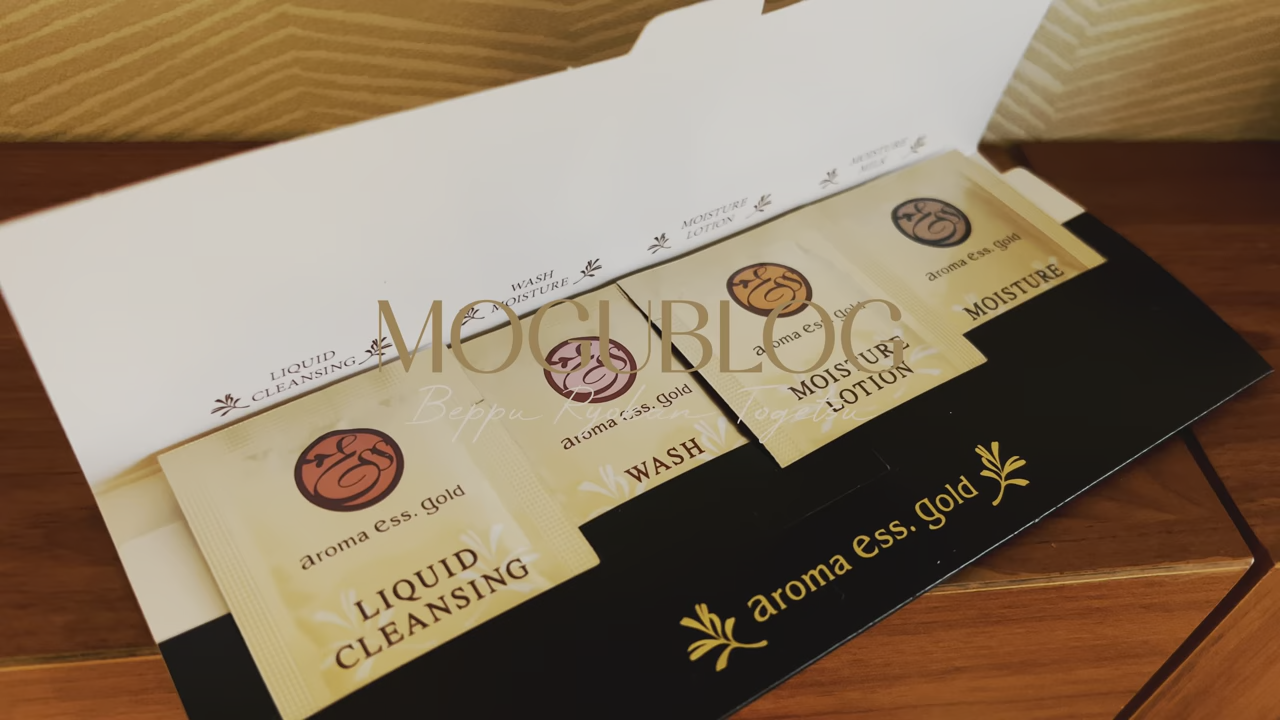 MOISTURE
MILK
MOISTURE
LOTION
WASH
MOISTURE
LIQUID
CLEANSING
aroma ess. gold
MOISTURE
aroma ess. gold
MOISTURE
LOTION
aroma ess. gold
WASH
aroma ess. gold
LIQUID
CLEANSING
aroma ess. gold
MOGUBLOG
Beppu Ryokan Togetsu